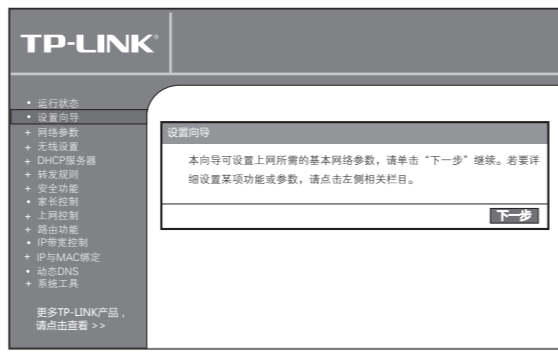 TP-LINK®
• 运行状态
• 设置向导
+ 网络参数
+ 无线设置
+ DHCP服务器
+ 转发规则
+ 安全功能
• 家长控制
+ 上网控制
+ 路由功能
• IP带宽控制
+ IP与MAC绑定
• 动态DNS
+ 系统工具
更多TP-LINK产品,
请点击查看 >>
设置向导
本向导可设置上网所需的基本网络参数，请单击“下一步”继续。若要详
细设置某项功能或参数，请点击左侧相关栏目。
下一步